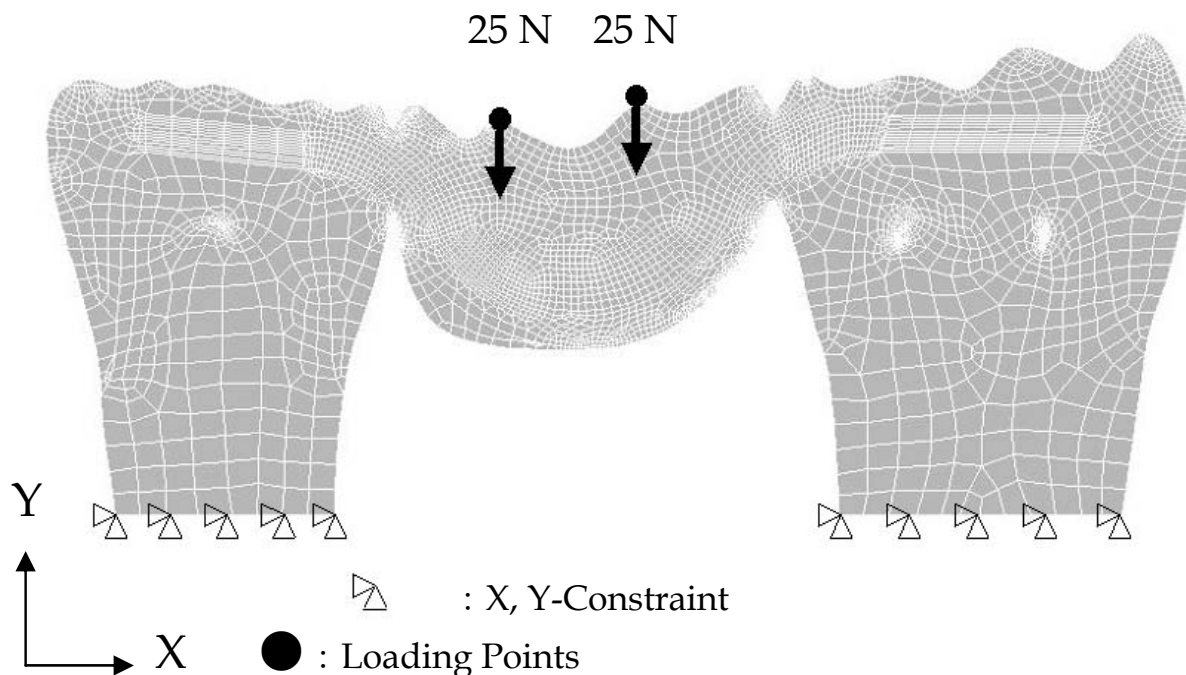 25 N 25 N
Y
: X, Y-Constraint
X
: Loading Points